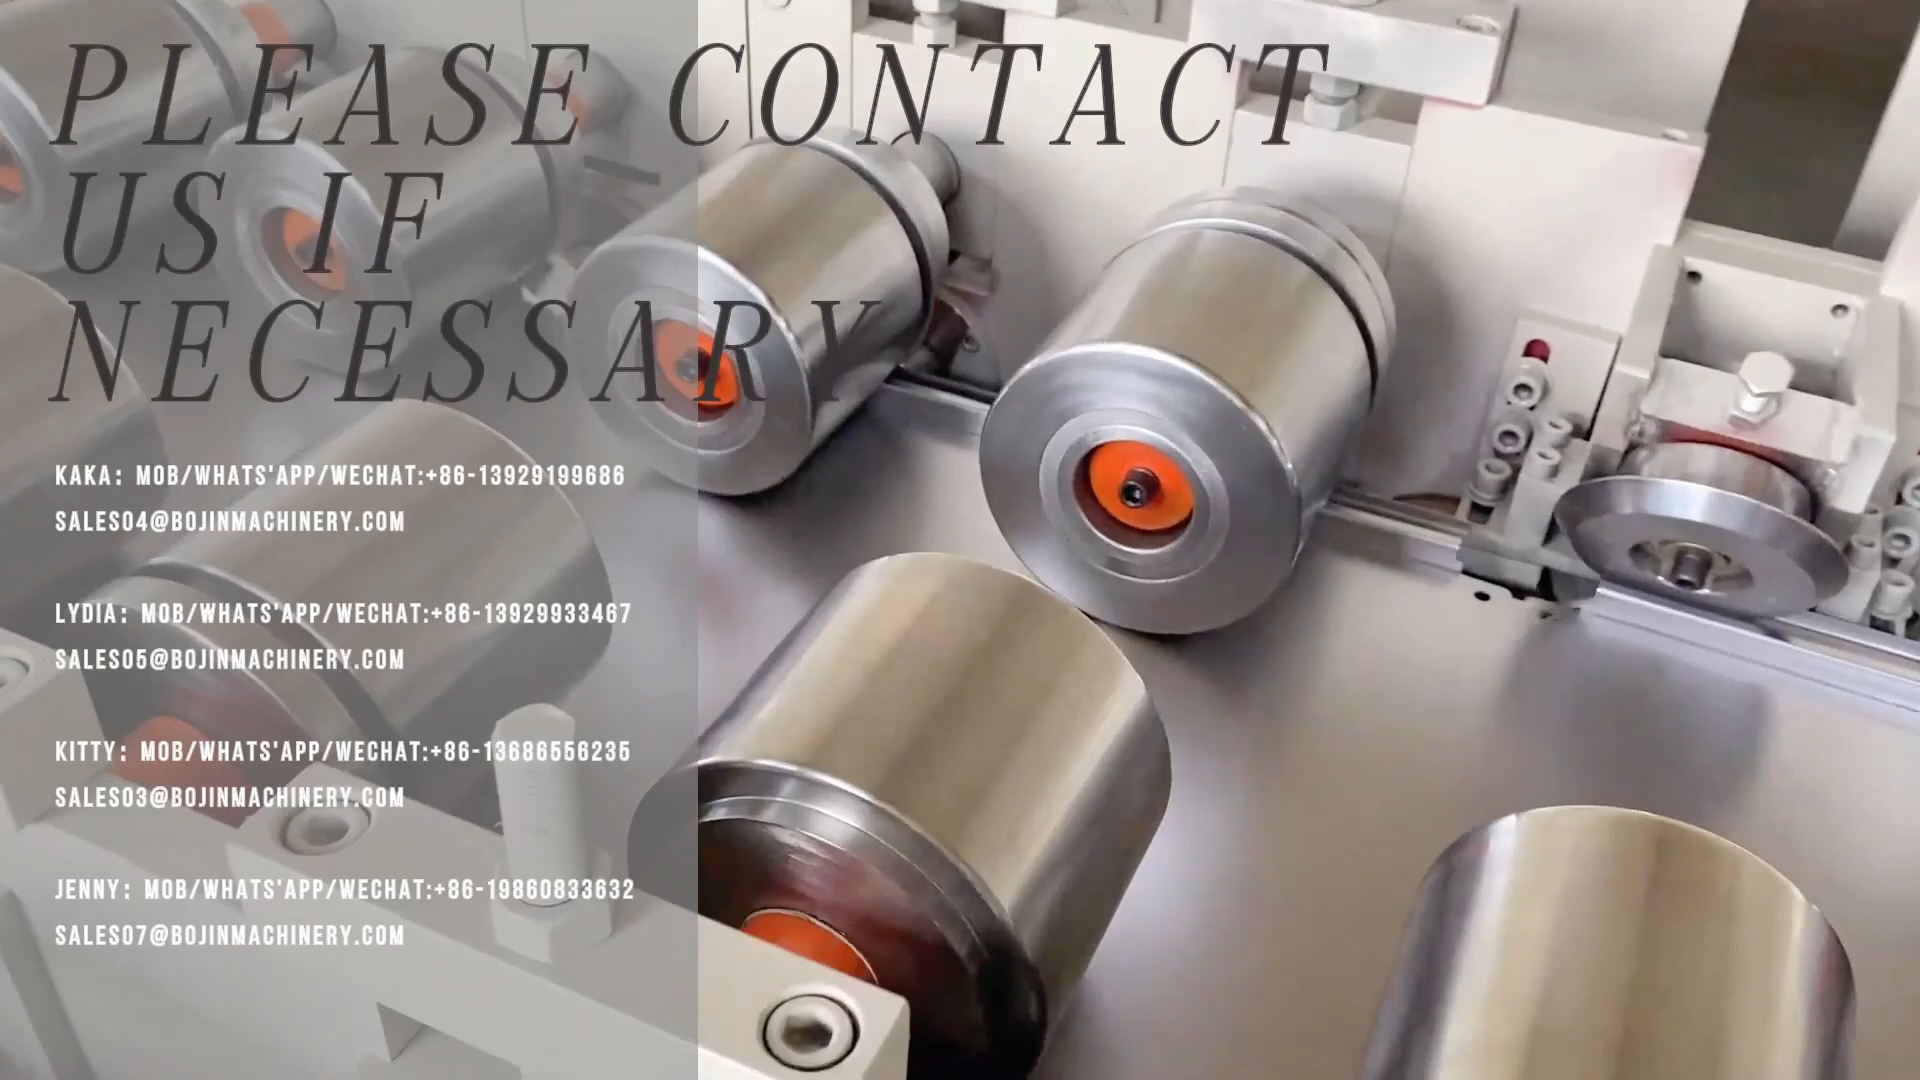 PLEASE CONTACT
US IF
NECESSARY
KAKA: MOB/WHATS'APP/WECHAT:+86-13929199686
SALES04@BOJINMACHINERY.COM
LYDIA: MOB/WHATS'APP/WECHAT:+86-13929933467
SALES05@BOJINMACHINERY.COM
KITTY: MOB/WHATS'APP/WECHAT:+86-13686556235
SALES03@BOJINMACHINERY.COM
JENNY: MOB/WHATS'APP/WECHAT:+86-19860833632
SALES07@BOJINMACHINERY.COM